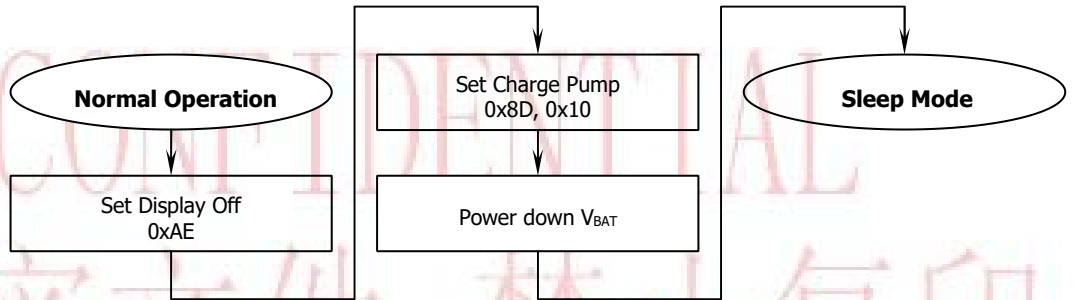 Normal Operation
Set Display Off
0xAE
Set Charge Pump
0x8D, 0x10
Power down VBAT
Sleep Mode
CONFIDENTIAL